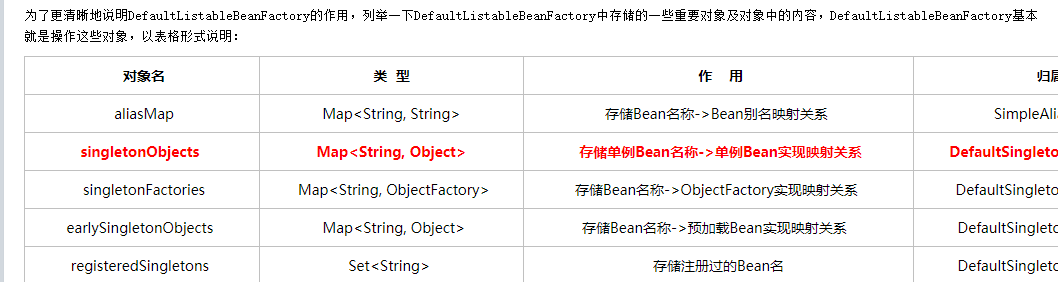 为了更清晰地说明DefaultListableBeanFactory的作用，列举一下DefaultListableBeanFactory中存储的一些重要对象及对象中的内容，DefaultListableBeanFactory基本
就是操作这些对象，以表格形式说明：
对象名 类 型 作 用 归属
aliasMap Map<String, String> 存储Bean名称->Bean别名映射关系 SimpleAli
singletonObjects Map<String, Object> 存储单例Bean名称->单例Bean实现映射关系 DefaultSingleto
singletonFactories Map<String, ObjectFactory> 存储Bean名称->ObjectFactory实现映射关系 DefaultSingleto
earlySingletonObjects Map<String, Object> 存储Bean名称->预加载Bean实现映射关系 DefaultSingleto
registeredSingletons Set<String> 存储注册过的Bean名 DefaultSingleto